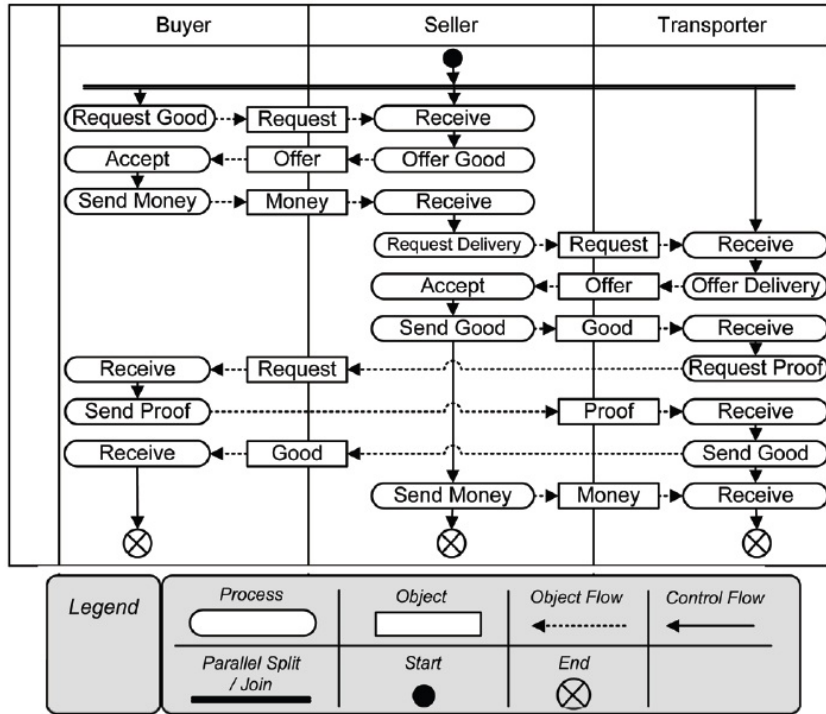 Buyer Seller Transporter
Request Good Request Receive
Accept Offer Offer Good
Send Money Money Receive
Request Delivery Request Receive
Accept Offer Offer Delivery
Send Good Good Receive
Receive Request Request Proof
Send Proof Proof Receive
Receive Good Send Good
Send Money Money Receive
Legend Process Object Object Flow Control Flow
Parallel Split Start End
/ Join